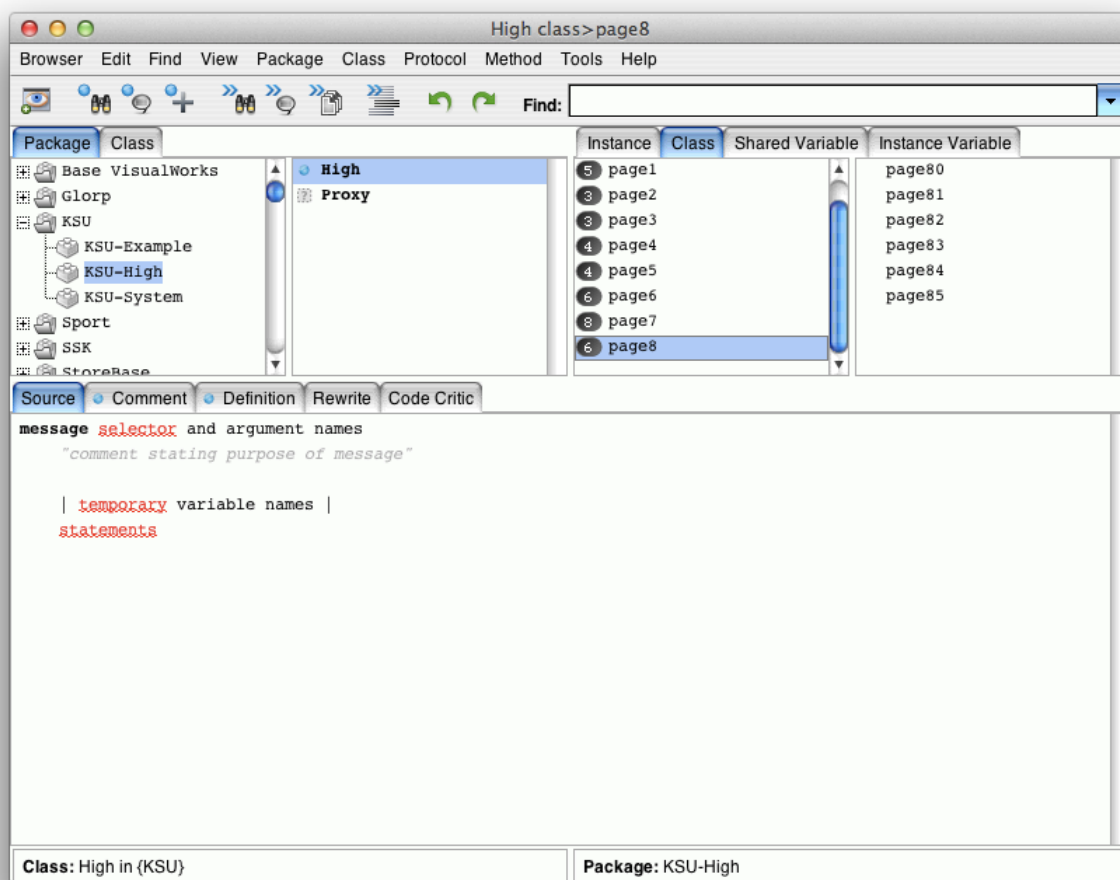 High class>page8
Browser Edit Find View Package Class Protocol Method Tools Help
Find:
Package Class
Base VisualWorks
Glorp
KSU
KSU-Example
KSU-High
KSU-System
Sport
SSK
StoreBase
High
Proxy
Instance Class Shared Variable Instance Variable
5 page1
3 page2
3 page3
4 page4
4 page5
6 page6
8 page7
6 page8
page80
page81
page82
page83
page84
page85
Source Comment Definition Rewrite Code Critic
message selector and argument names
"comment stating purpose of message"
| temporary variable names |
statements
Class: High in {KSU}
Package: KSU-High